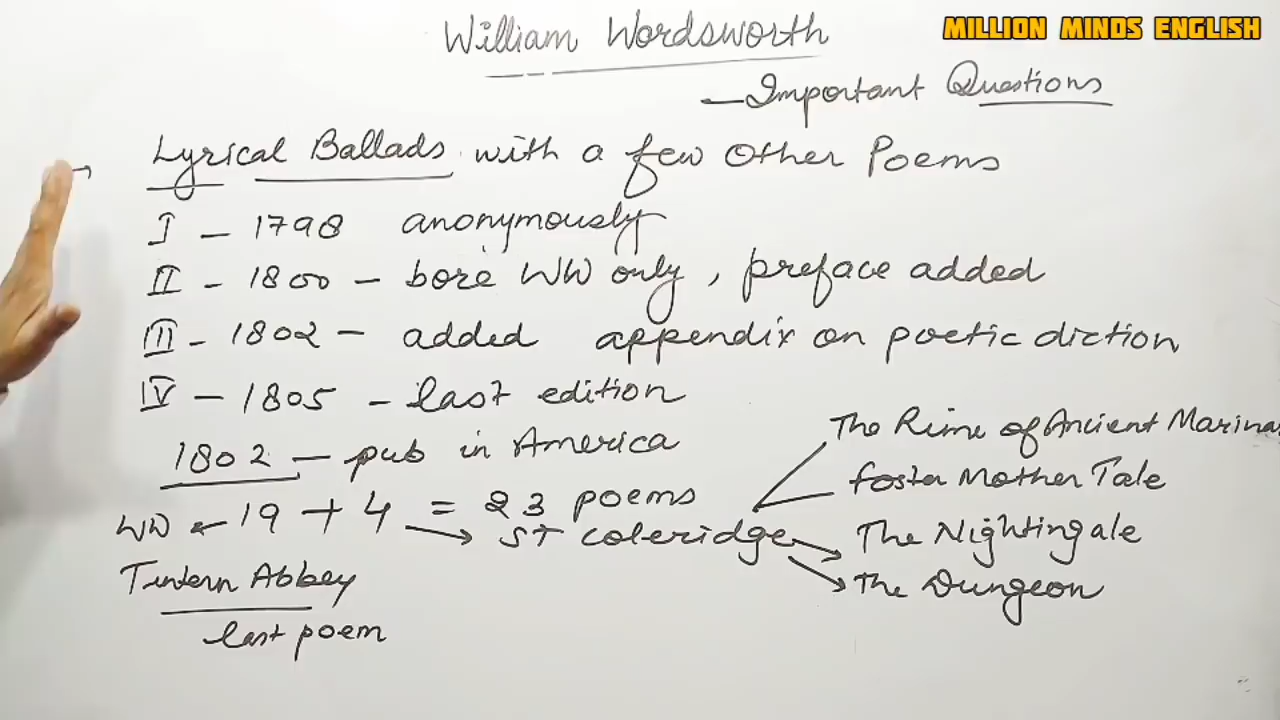 MILLION MINDS ENGLISH
William Wordsworth
— Important Questions
Lyrical Ballads with a few Other Poems
I – 1798 anonymously
II – 1800 – bore WW only, preface added
III – 1802 – added appendix on poetic diction
IV – 1805 – last edition
1802 – pub in America
WW ← 19 + 4 = 23 poems
→ ST Coleridge
The Rime of Ancient Marina
Foster Mother Tale
The Nightingale
The Dungeon
Tintern Abbey
last poem